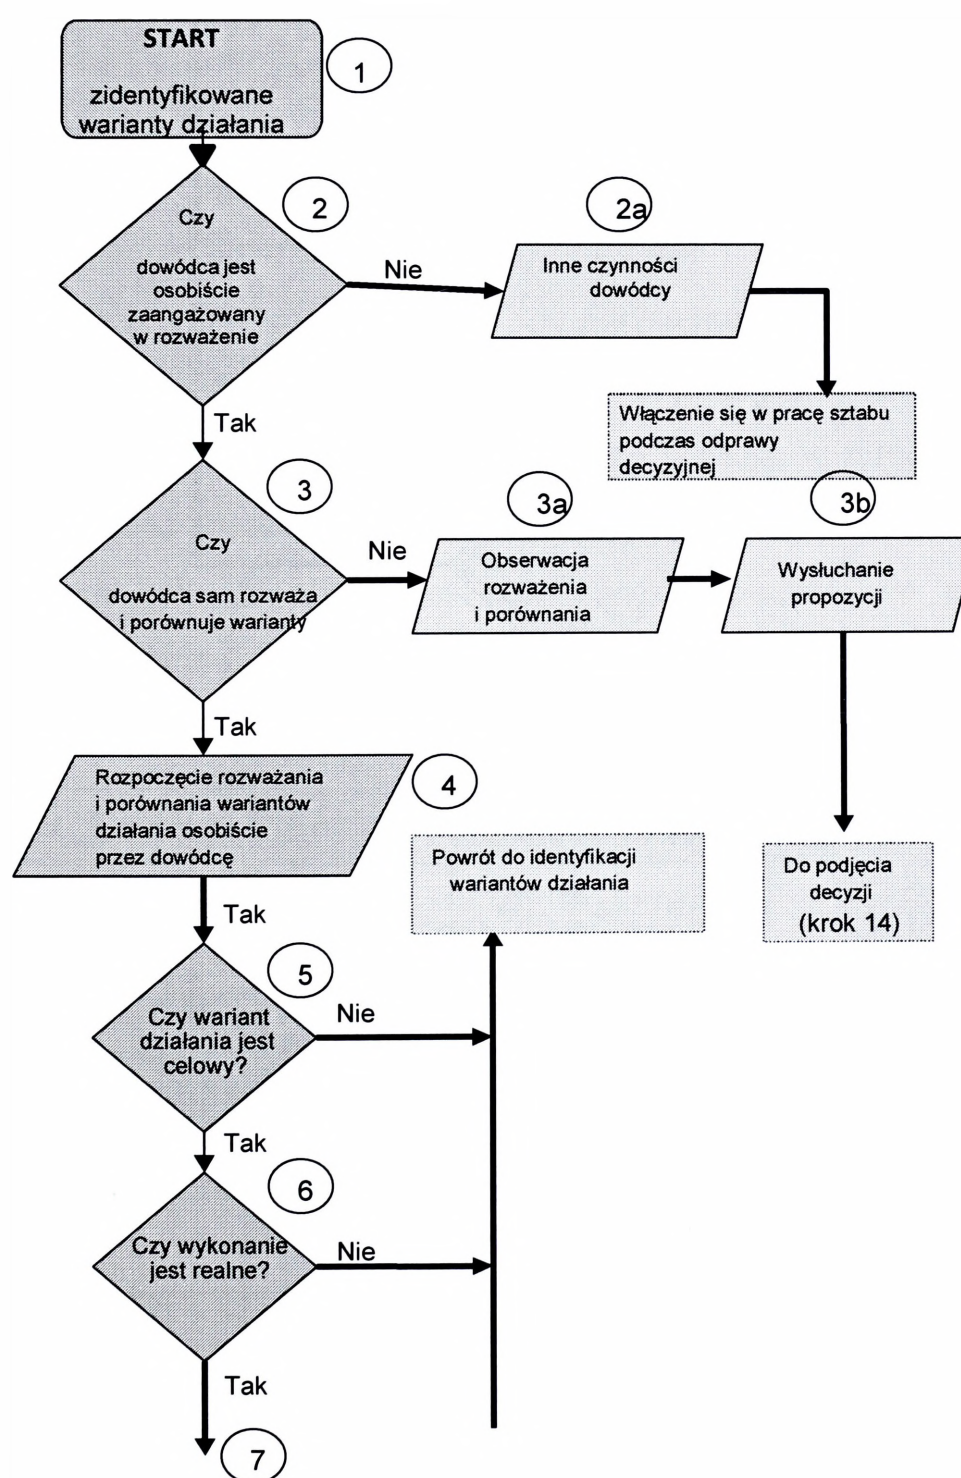 START
1
zidentyfikowane
warianty działania
2
Czy
dowódca jest
osobiście
zaangażowany
w rozważenie
Nie
2a
Inne czynności
dowódcy
Włączenie się w pracę sztabu
podczas odprawy
decyzyjnej
Tak
3
Czy
dowódca sam rozważa
i porównuje warianty
Nie
3a
Obserwacja
rozważenia
i porównania
3b
Wysłuchanie
propozycji
Tak
4
Rozpoczęcie rozważania
i porównania wariantów
działania osobiście
przez dowódcę
Powrót do identyfikacji
wariantów działania
Do podjęcia
decyzji
(krok 14)
Tak
5
Czy wariant
działania jest
celowy?
Nie
Tak
6
Czy wykonanie
jest realne?
Nie
Tak
7